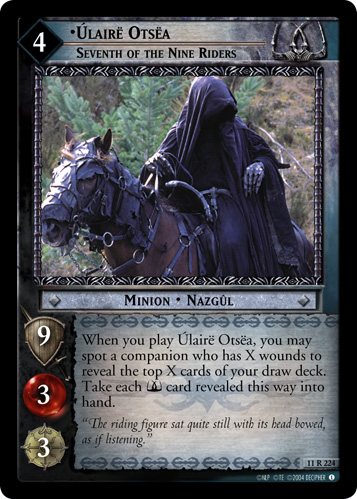 4
•Úlairë Otsëa
Seventh of the Nine Riders
Minion • Nazgûl
9
3
3
When you play Úlairë Otsëa, you may
spot a companion who has X wounds to
reveal the top X cards of your draw deck.
Take each card revealed this way into
hand.
“The riding figure sat quite still with its head bowed,
as if listening.”
11 R 224
©NLP ©TE ©2004 DECIPHER